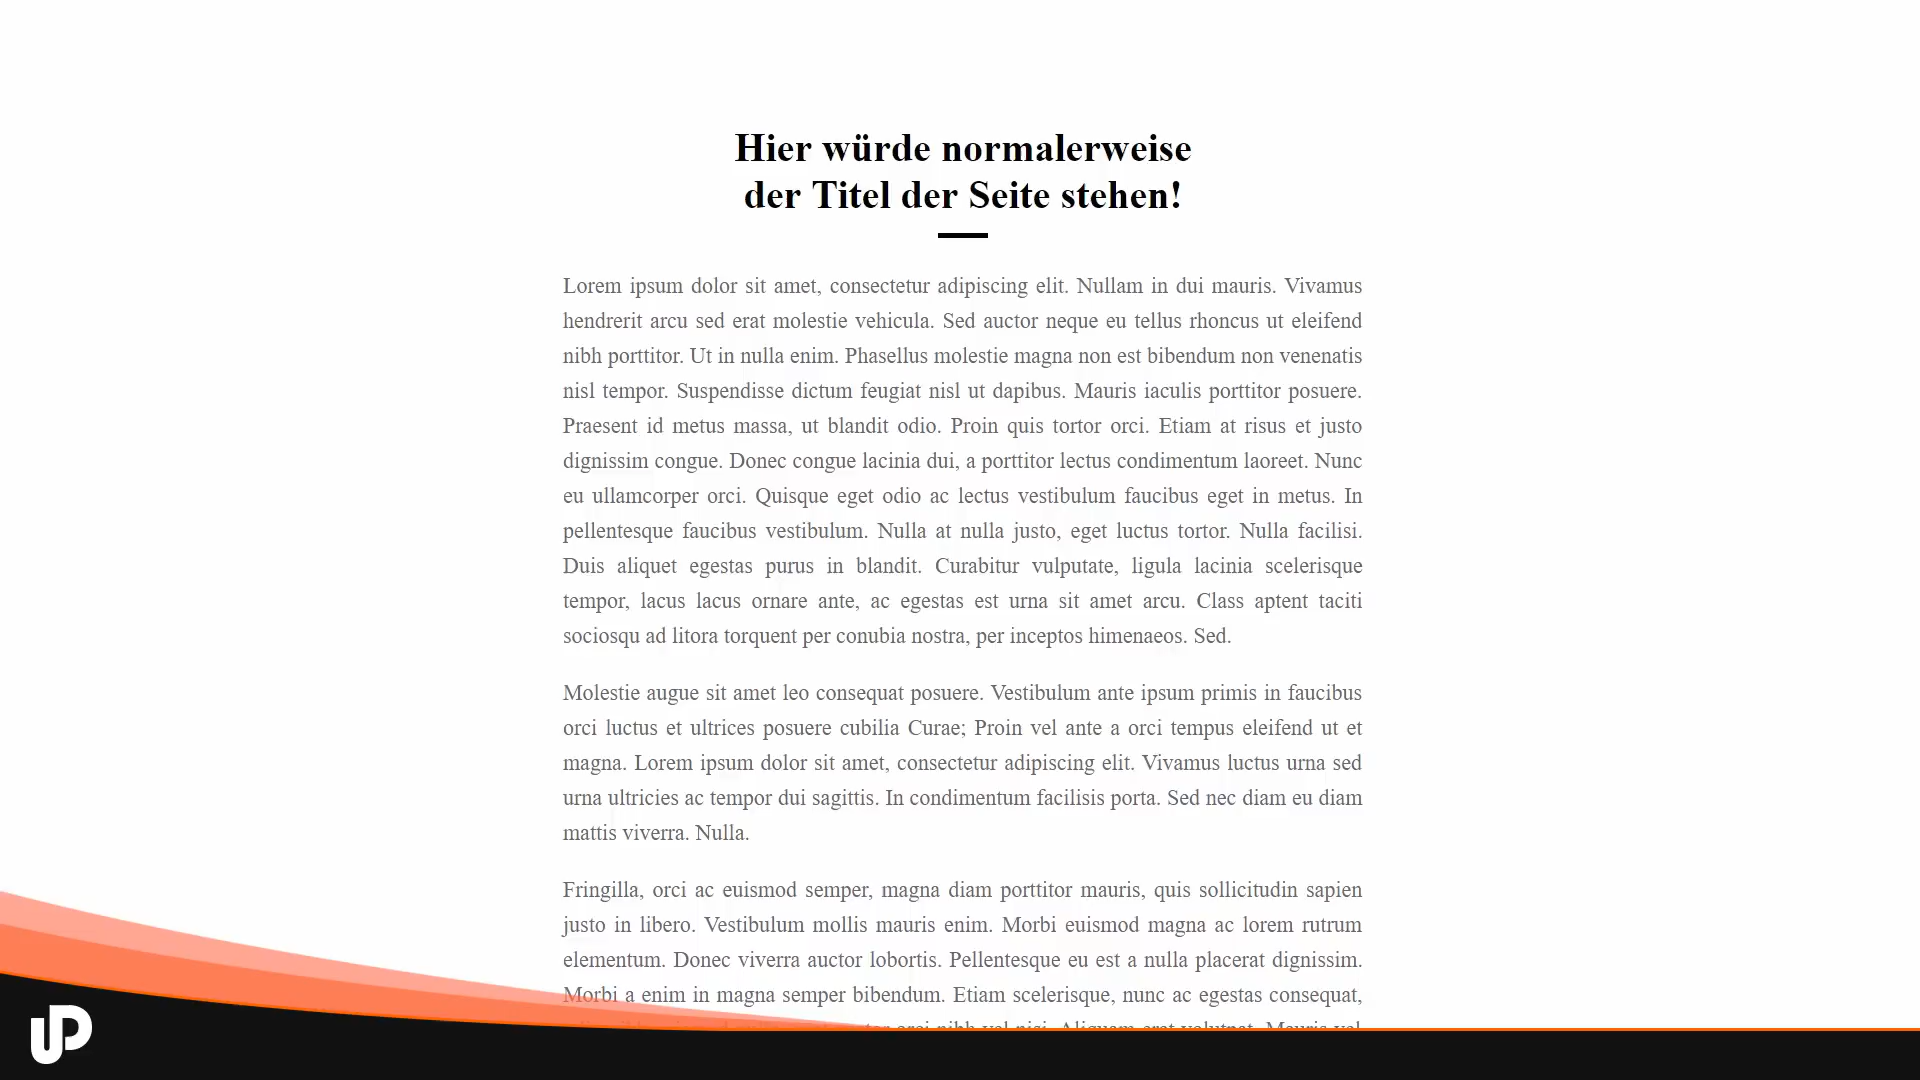 Hier würde normalerweise
der Titel der Seite stehen!
Lorem ipsum dolor sit amet, consectetur adipiscing elit. Nullam in dui mauris. Vivamus
hendrerit arcu sed erat molestie vehicula. Sed auctor neque eu tellus rhoncus ut eleifend
nibh porttitor. Ut in nulla enim. Phasellus molestie magna non est bibendum non venenatis
nisl tempor. Suspendisse dictum feugiat nisl ut dapibus. Mauris iaculis porttitor posuere.
Praesent id metus massa, ut blandit odio. Proin quis tortor orci. Etiam at risus et justo
dignissim congue. Donec congue lacinia dui, a porttitor lectus condimentum laoreet. Nunc
eu ullamcorper orci. Quisque eget odio ac lectus vestibulum faucibus eget in metus. In
pellentesque faucibus vestibulum. Nulla at nulla justo, eget luctus tortor. Nulla facilisi.
Duis aliquet egestas purus in blandit. Curabitur vulputate, ligula lacinia scelerisque
tempor, lacus lacus ornare ante, ac egestas est urna sit amet arcu. Class aptent taciti
sociosqu ad litora torquent per conubia nostra, per inceptos himenaeos. Sed.
Molestie augue sit amet leo consequat posuere. Vestibulum ante ipsum primis in faucibus
orci luctus et ultrices posuere cubilia Curae; Proin vel ante a orci tempus eleifend ut et
magna. Lorem ipsum dolor sit amet, consectetur adipiscing elit. Vivamus luctus urna sed
urna ultricies ac tempor dui sagittis. In condimentum facilisis porta. Sed nec diam eu diam
mattis viverra. Nulla.
Fringilla, orci ac euismod semper, magna diam porttitor mauris, quis sollicitudin sapien
justo in libero. Vestibulum mollis mauris enim. Morbi euismod magna ac lorem rutrum
elementum. Donec viverra auctor lobortis. Pellentesque eu est a nulla placerat dignissim.
Morbi a enim in magna semper bibendum. Etiam scelerisque, nunc ac egestas consequat,
orci nibh vel nisi. Aliquam erat volutpat. Mauris vel
UP